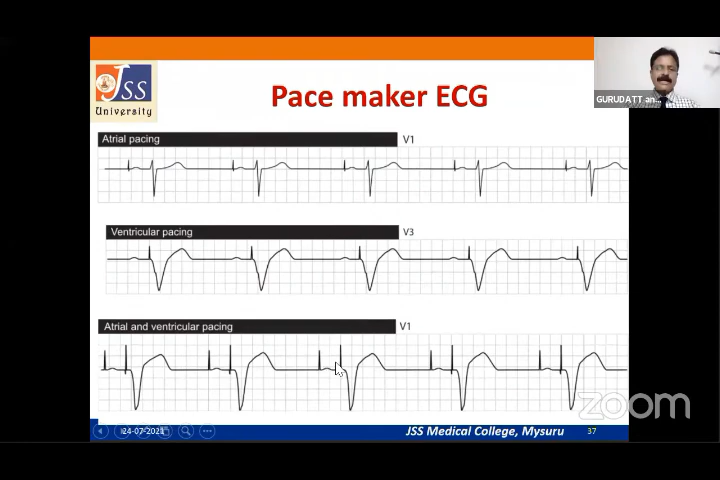 JSS
University
Pace maker ECG
GURUDATT an...
Atrial pacing
V1
Ventricular pacing
V3
Atrial and ventricular pacing
V1
zoom
24-07-2021
JSS Medical College, Mysuru
37